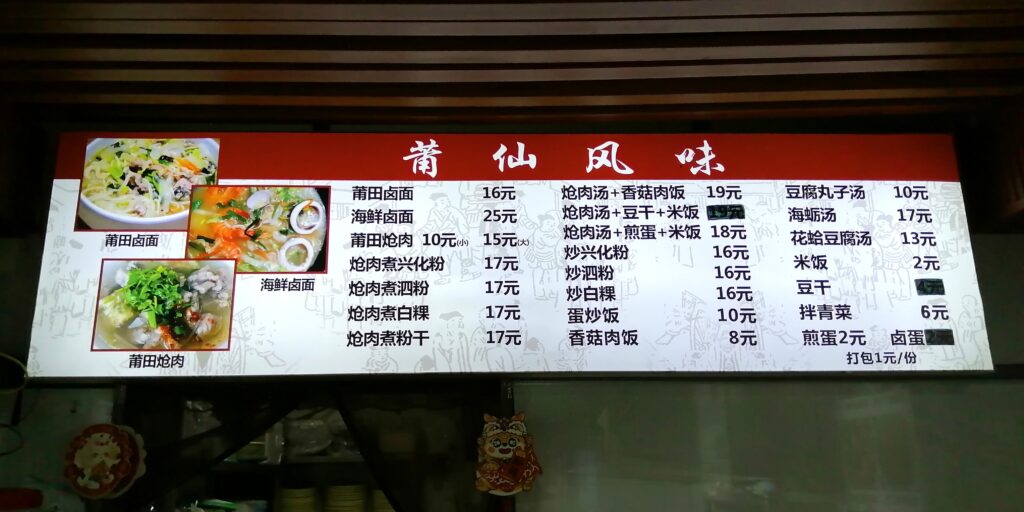 莆仙风味
莆田卤面
海鲜卤面
莆田炝肉
莆田卤面 16元
海鲜卤面 25元
莆田炝肉 10元(小) 15元(大)
炝肉煮兴化粉 17元
炝肉煮泗粉 17元
炝肉煮白粿 17元
炝肉煮粉干 17元
炝肉汤+香菇肉饭 19元
炝肉汤+豆干+米饭
炝肉汤+煎蛋+米饭 18元
炒兴化粉 16元
炒泗粉 16元
炒白粿 16元
蛋炒饭 10元
香菇肉饭 8元
豆腐丸子汤 10元
海蛎汤 17元
花蛤豆腐汤 13元
米饭 2元
豆干
拌青菜 6元
煎蛋2元 卤蛋
打包1元/份